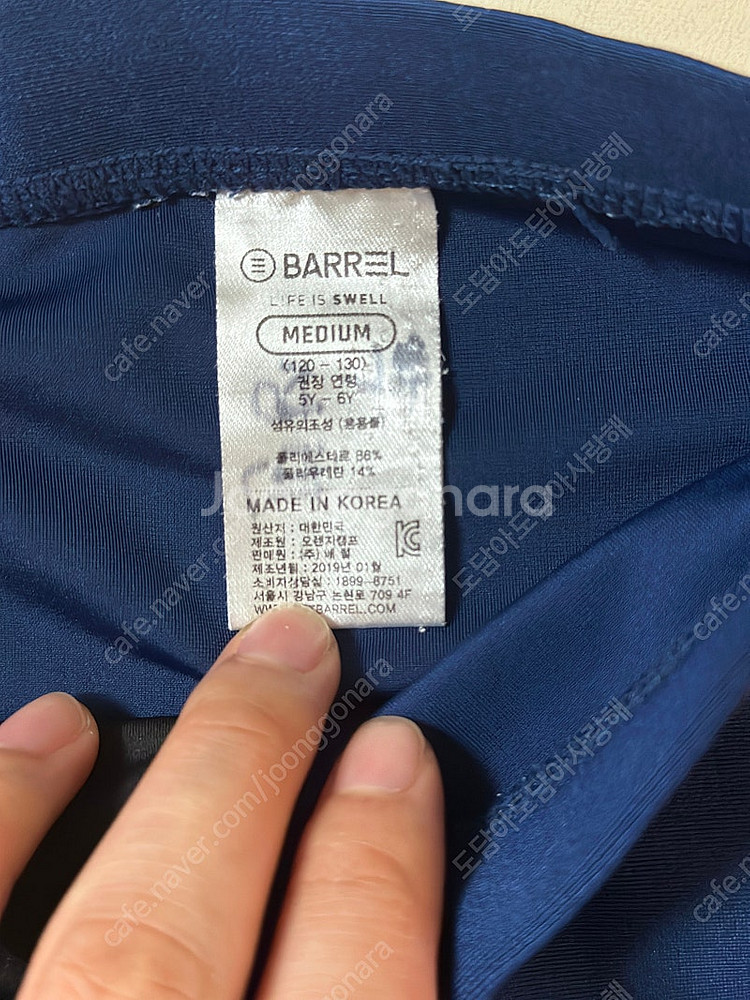 BARREL
LIFE IS SWELL
MEDIUM
(120 - 130)
권장 연령
5Y - 6Y
섬유의조성 (혼용률)
폴리에스테르 86%
폴리우레탄 14%
MADE IN KOREA
원산지 : 대한민국
제조원 : 오렌지캠프
판매원 : (주) 배 럴
제조년월 : 2019년 01월
소비자상담실 : 1899-8751
서울시 강남구 논현로 709 4F
BARREL.COM
Joonggonara
cafe.naver.com/joonggonara
도담아도담아사랑해